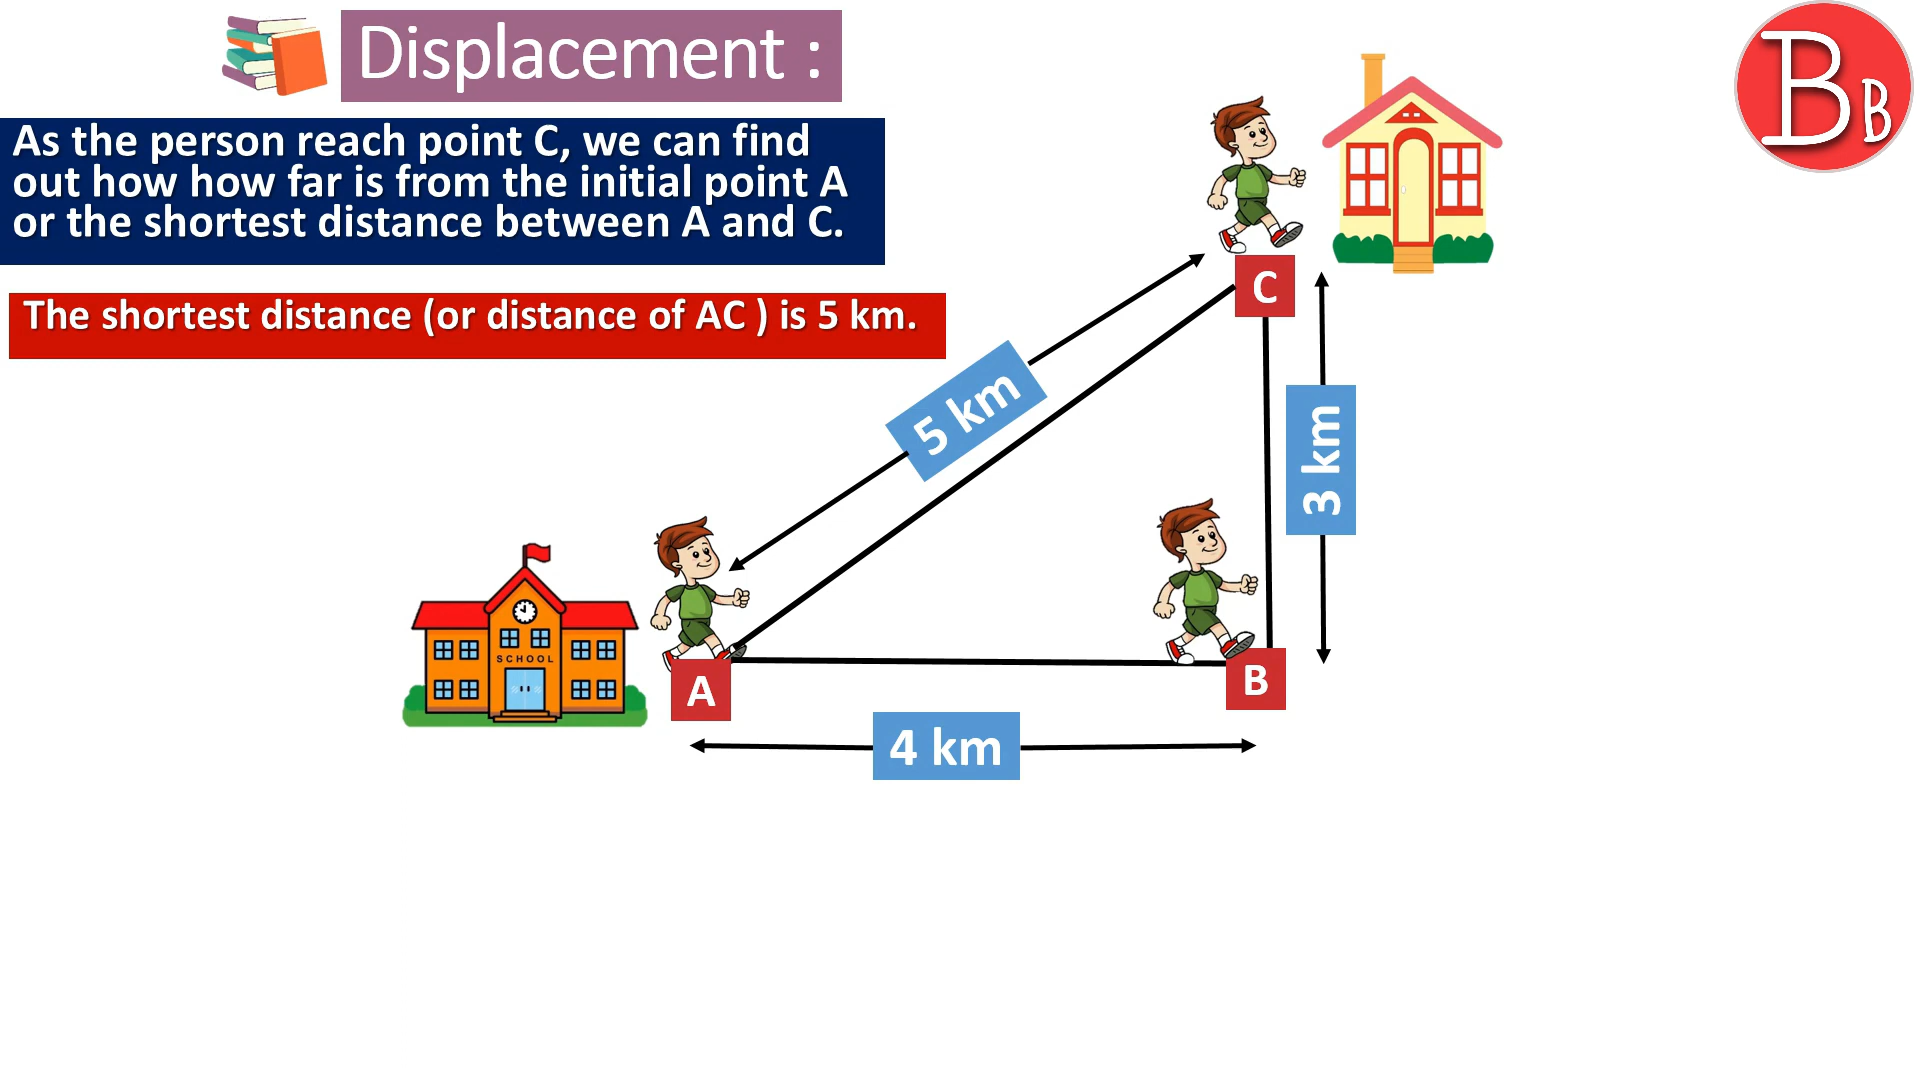 Displacement :
As the person reach point C, we can find
out how how far is from the initial point A
or the shortest distance between A and C.
The shortest distance (or distance of AC ) is 5 km.
BB
C
5 km
3 km
SCHOOL
A
B
4 km